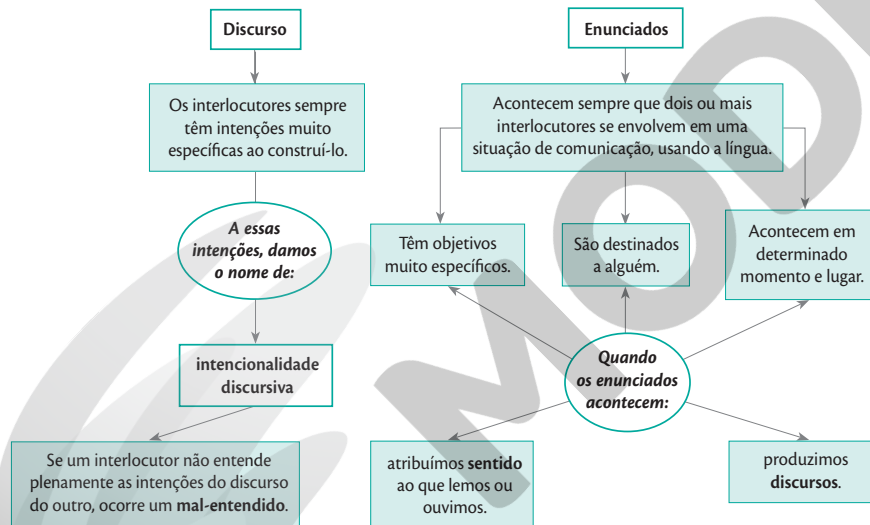 Discurso
Os interlocutores sempre
têm intenções muito
específicas ao construí-lo.
A essas
intenções, damos
o nome de:
intencionalidade
discursiva
Se um interlocutor não entende
plenamente as intenções do discurso
do outro, ocorre um mal-entendido.
Enunciados
Acontecem sempre que dois ou mais
interlocutores se envolvem em uma
situação de comunicação, usando a língua.
Têm objetivos
muito específicos.
São destinados
a alguém.
Acontecem em
determinado
momento e lugar.
Quando
os enunciados
acontecem:
atribuímos sentido
ao que lemos ou
ouvimos.
produzimos
discursos.
MOD